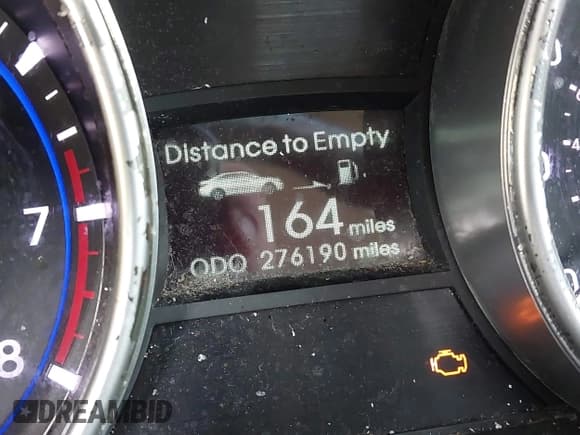 Distance to Empty
164 miles
ODO 276190 miles
7
8
DREAMBID